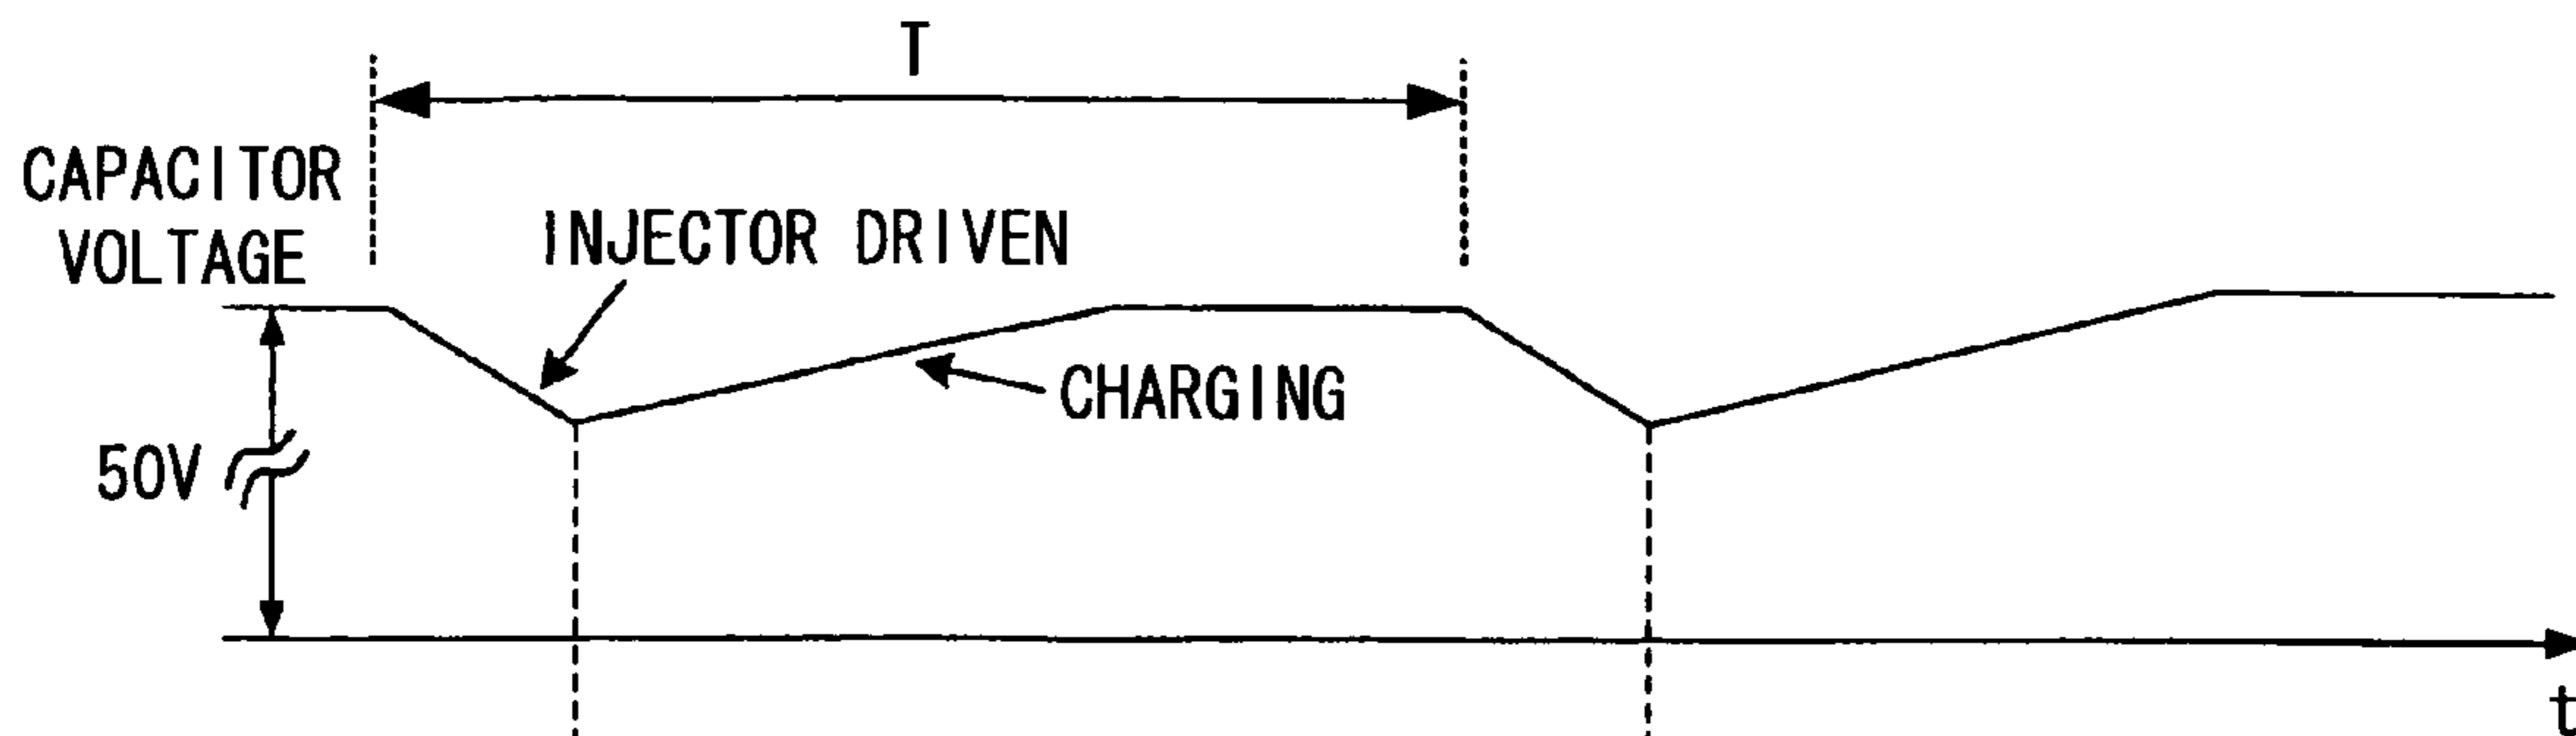 T
CAPACITOR
VOLTAGE
INJECTOR DRIVEN
CHARGING
50V
t